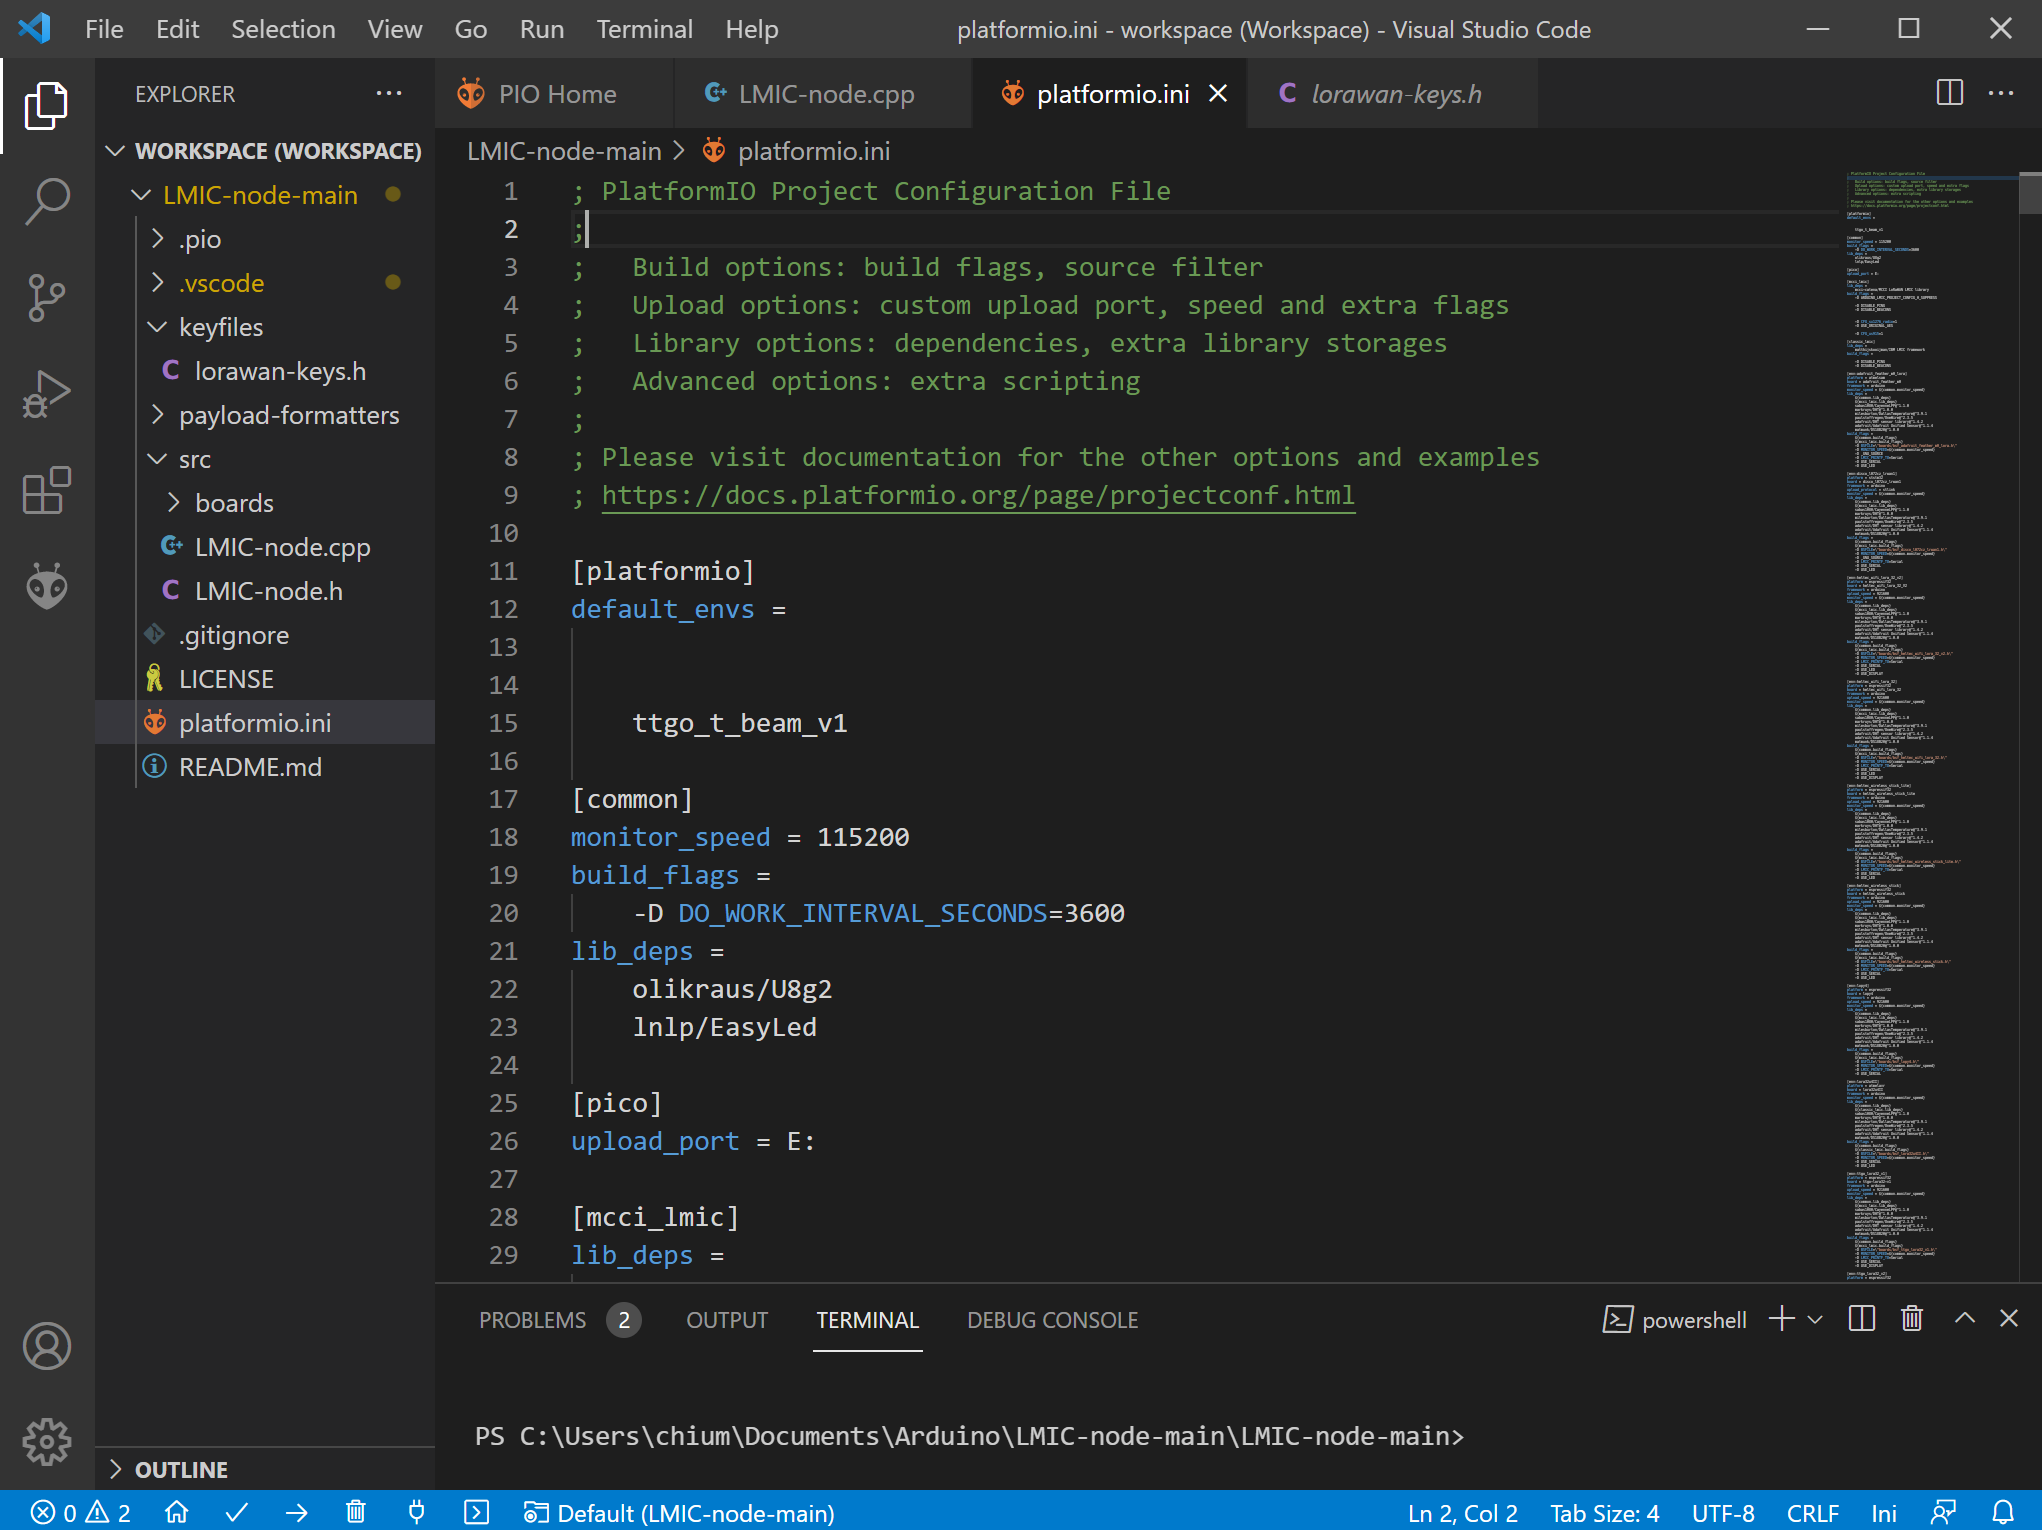 File Edit Selection View Go Run Terminal Help platformio.ini - workspace (Workspace) - Visual Studio Code
EXPLORER
PIO Home LMIC-node.cpp platformio.ini lorawan-keys.h
WORKSPACE (WORKSPACE)
LMIC-node-main
.pio
.vscode
keyfiles
lorawan-keys.h
payload-formatters
src
boards
LMIC-node.cpp
LMIC-node.h
.gitignore
LICENSE
platformio.ini
README.md
OUTLINE
LMIC-node-main > platformio.ini
1 ; PlatformIO Project Configuration File
2 ;
3 ;   Build options: build flags, source filter
4 ;   Upload options: custom upload port, speed and extra flags
5 ;   Library options: dependencies, extra library storages
6 ;   Advanced options: extra scripting
7 ;
8 ; Please visit documentation for the other options and examples
9 ; https://docs.platformio.org/page/projectconf.html
10
11 [platformio]
12 default_envs =
13
14
15     ttgo_t_beam_v1
16
17 [common]
18 monitor_speed = 115200
19 build_flags =
20     -D DO_WORK_INTERVAL_SECONDS=3600
21 lib_deps =
22     olikraus/U8g2
23     lnlp/EasyLed
24
25 [pico]
26 upload_port = E:
27
28 [mcci_lmic]
29 lib_deps =
PROBLEMS 2 OUTPUT TERMINAL DEBUG CONSOLE powershell
PS C:\Users\chium\Documents\Arduino\LMIC-node-main\LMIC-node-main>
0 2 Default (LMIC-node-main) Ln 2, Col 2 Tab Size: 4 UTF-8 CRLF Ini